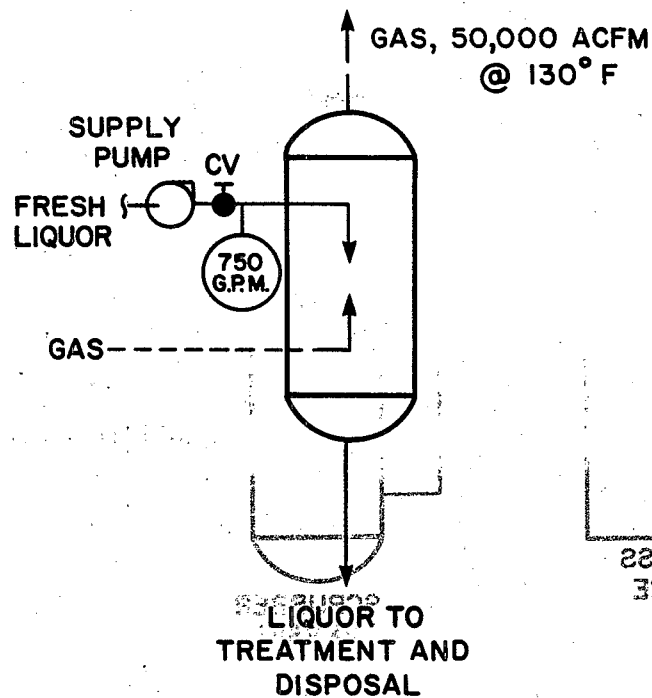 GAS, 50,000 ACFM
@ 130° F
SUPPLY
PUMP
CV
FRESH
LIQUOR
750
G.P.M.
GAS
LIQUOR TO
TREATMENT AND
DISPOSAL